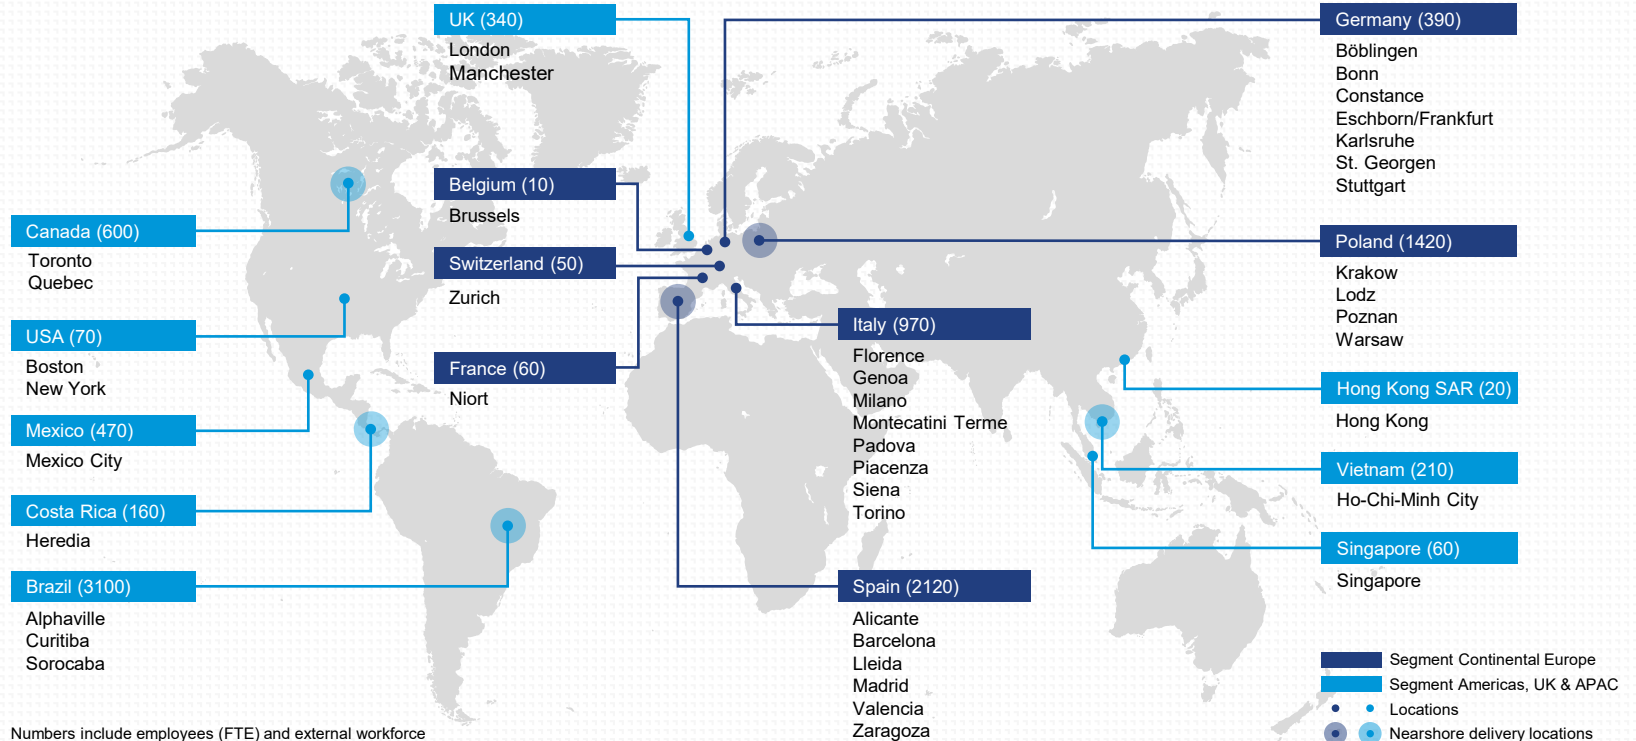 UK (340)
London
Manchester
Germany (390)
Böblingen
Bonn
Constance
Eschborn/Frankfurt
Karlsruhe
St. Georgen
Stuttgart
Belgium (10)
Brussels
Canada (600)
Toronto
Quebec
Switzerland (50)
Zurich
Poland (1420)
Krakow
Lodz
Poznan
Warsaw
USA (70)
Boston
New York
France (60)
Niort
Italy (970)
Florence
Genoa
Milano
Montecatini Terme
Padova
Piacenza
Siena
Torino
Hong Kong SAR (20)
Hong Kong
Mexico (470)
Mexico City
Vietnam (210)
Ho-Chi-Minh City
Costa Rica (160)
Heredia
Singapore (60)
Singapore
Brazil (3100)
Alphaville
Curitiba
Sorocaba
Spain (2120)
Alicante
Barcelona
Lleida
Madrid
Valencia
Zaragoza
Segment Continental Europe
Segment Americas, UK & APAC
Locations
Nearshore delivery locations
Numbers include employees (FTE) and external workforce